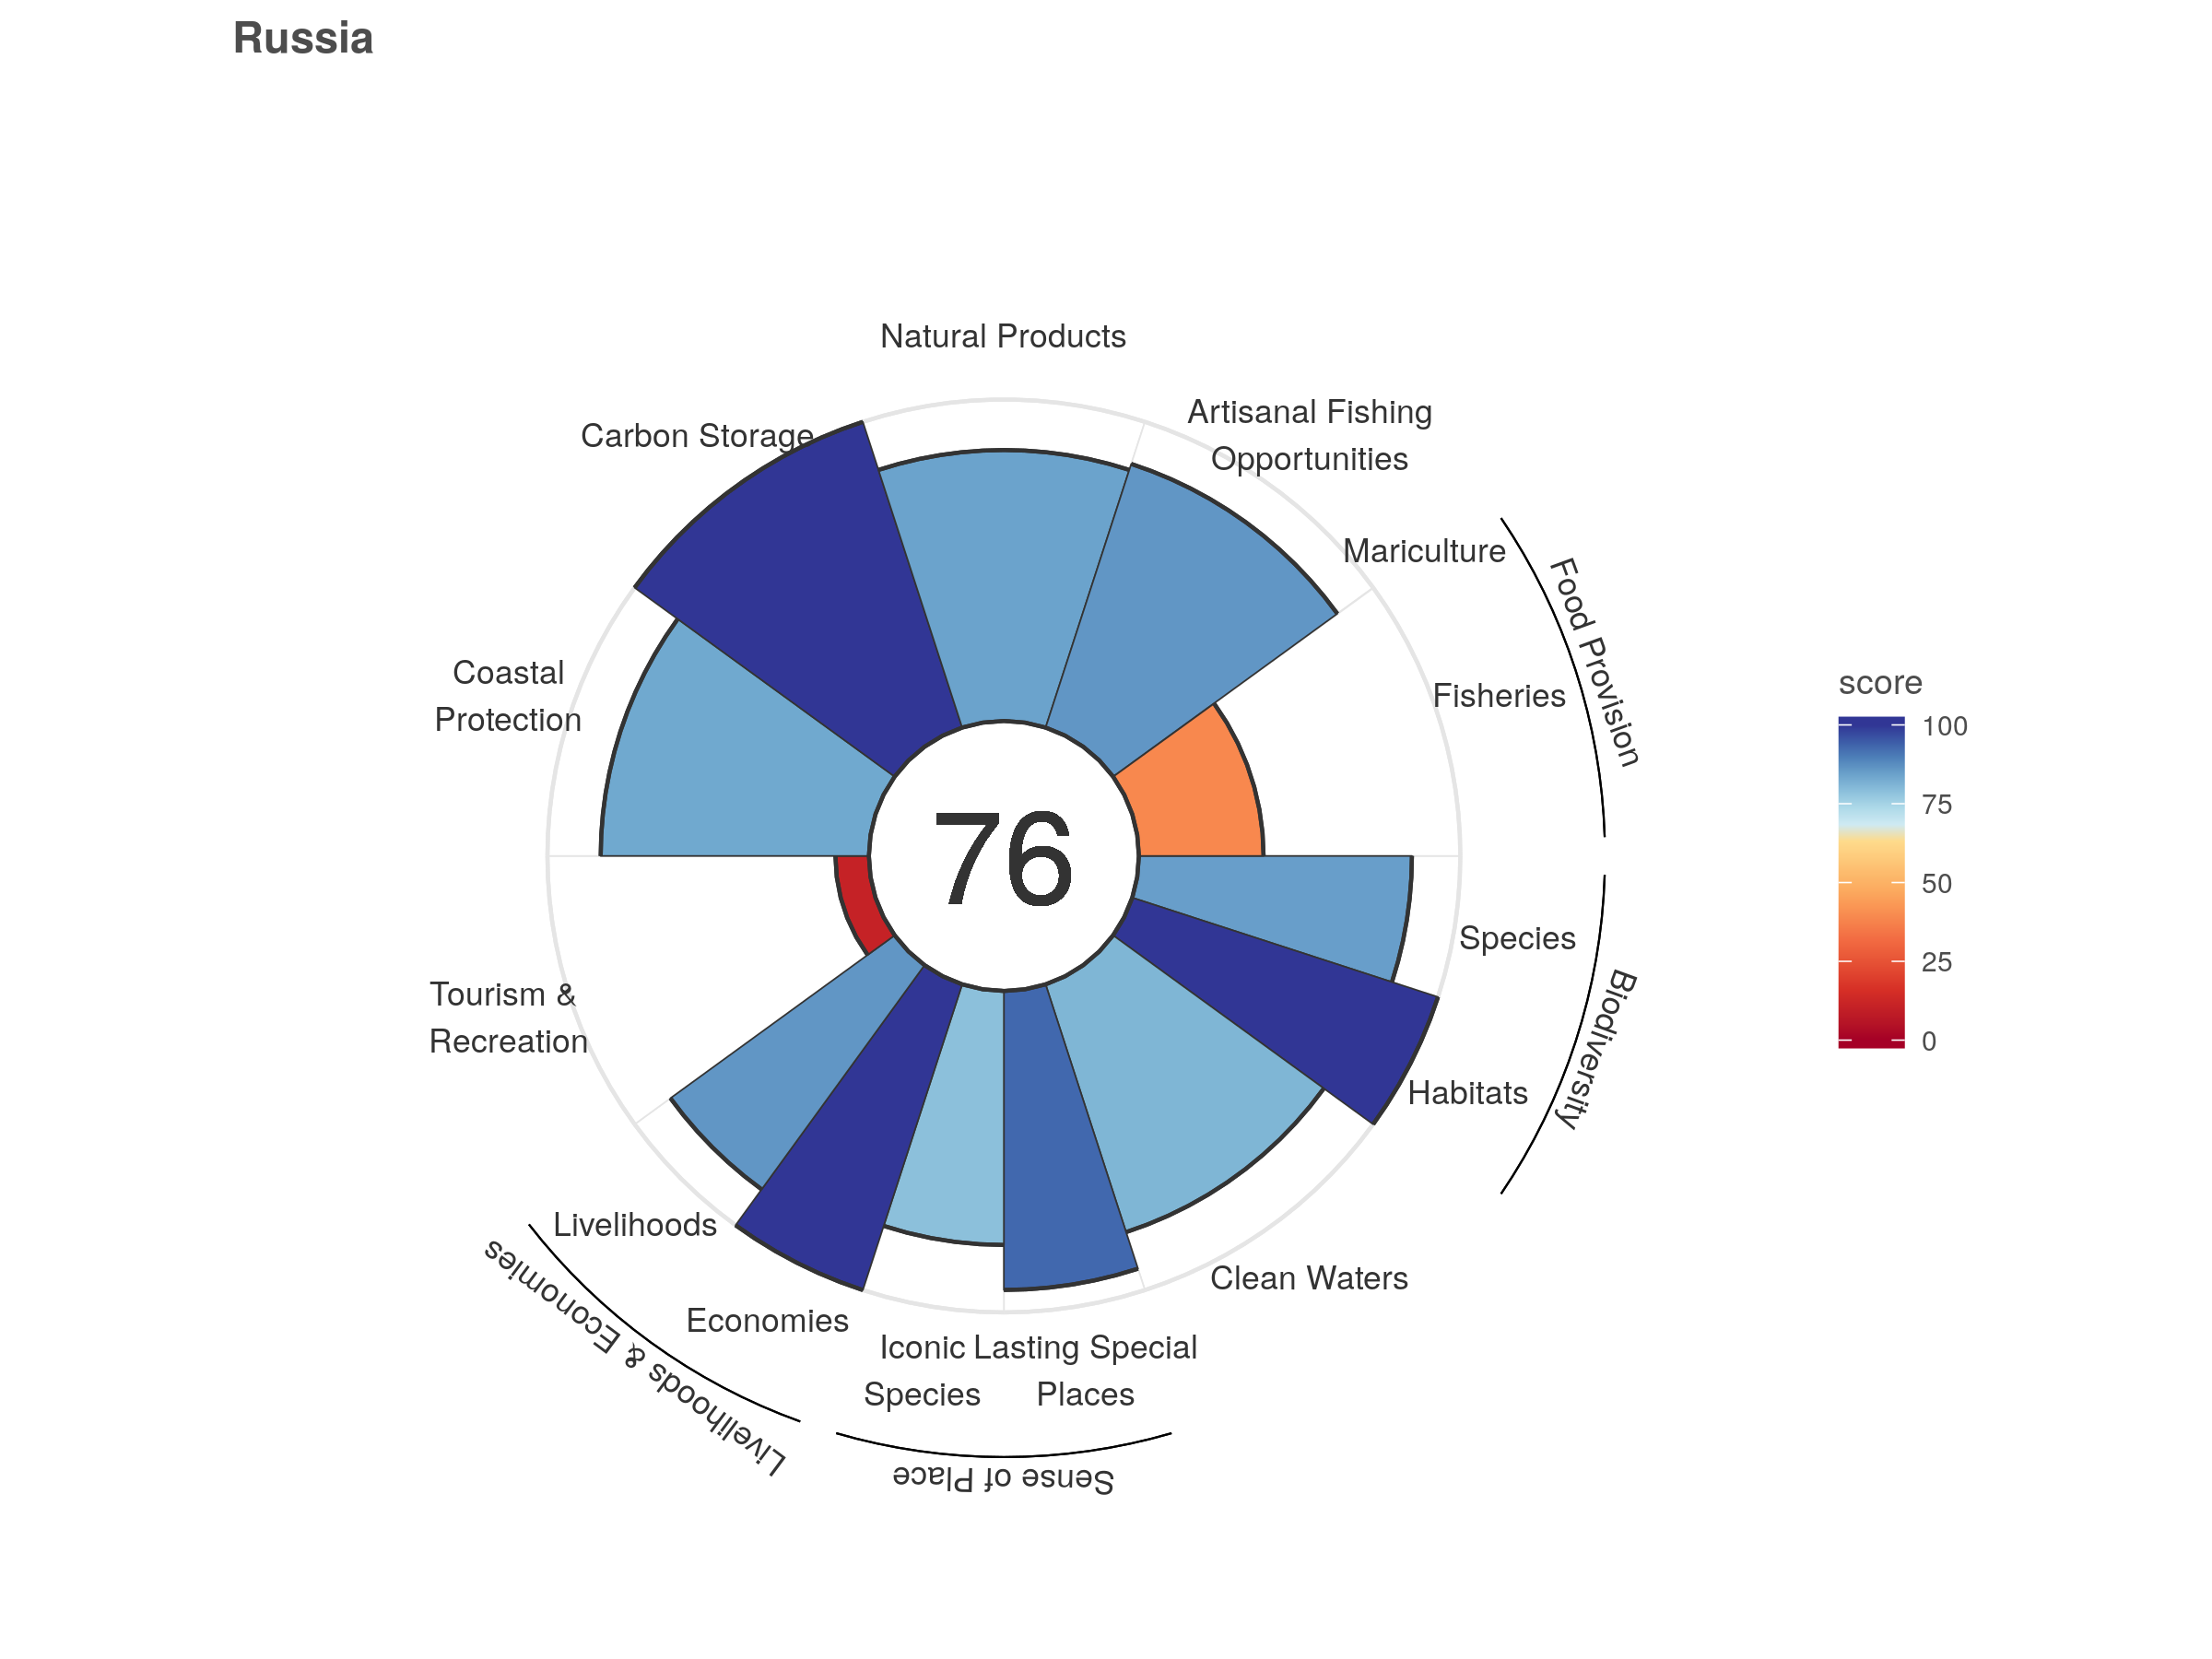 Russia
Natural Products
Artisanal Fishing
Opportunities
Carbon Storage
Mariculture
Food Provision
Coastal
Protection
Fisheries
score
100
75
50
25
0
76
Species
Biodiversity
Tourism &
Recreation
Habitats
Livelihoods
Clean Waters
Economies
Livelihoods & Economies
Iconic
Species
Lasting Special
Places
Sense of Place